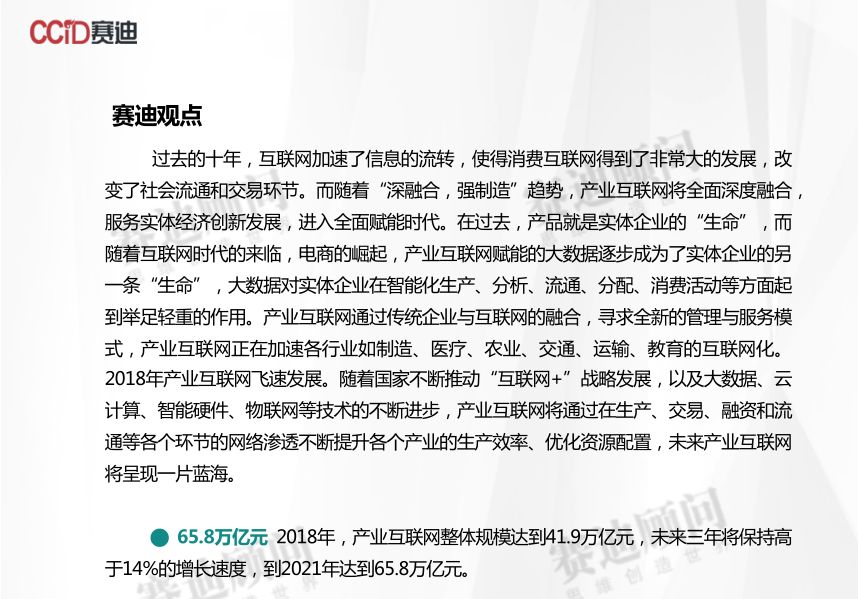 CCID赛迪
赛迪观点
过去的十年，互联网加速了信息的流转，使得消费互联网得到了非常大的发展，改
变了社会流通和交易环节。而随着“深融合，强制造”趋势，产业互联网将全面深度融合，
服务实体经济创新发展，进入全面赋能时代。在过去，产品就是实体企业的“生命”，而
随着互联网时代的来临，电商的崛起，产业互联网赋能的大数据逐步成为了实体企业的另
一条“生命”，大数据对实体企业在智能化生产、分析、流通、分配、消费活动等方面起
到举足轻重的作用。产业互联网通过传统企业与互联网的融合，寻求全新的管理与服务模
式，产业互联网正在加速各行业如制造、医疗、农业、交通、运输、教育的互联网化。
2018年产业互联网飞速发展。随着国家不断推动“互联网+”战略发展，以及大数据、云
计算、智能硬件、物联网等技术的不断进步，产业互联网将通过在生产、交易、融资和流
通等各个环节的网络渗透不断提升各个产业的生产效率、优化资源配置，未来产业互联网
将呈现一片蓝海。
65.8万亿元 2018年，产业互联网整体规模达到41.9万亿元，未来三年将保持高
于14%的增长速度，到2021年达到65.8万亿元。
赛迪顾问
思维创造世界